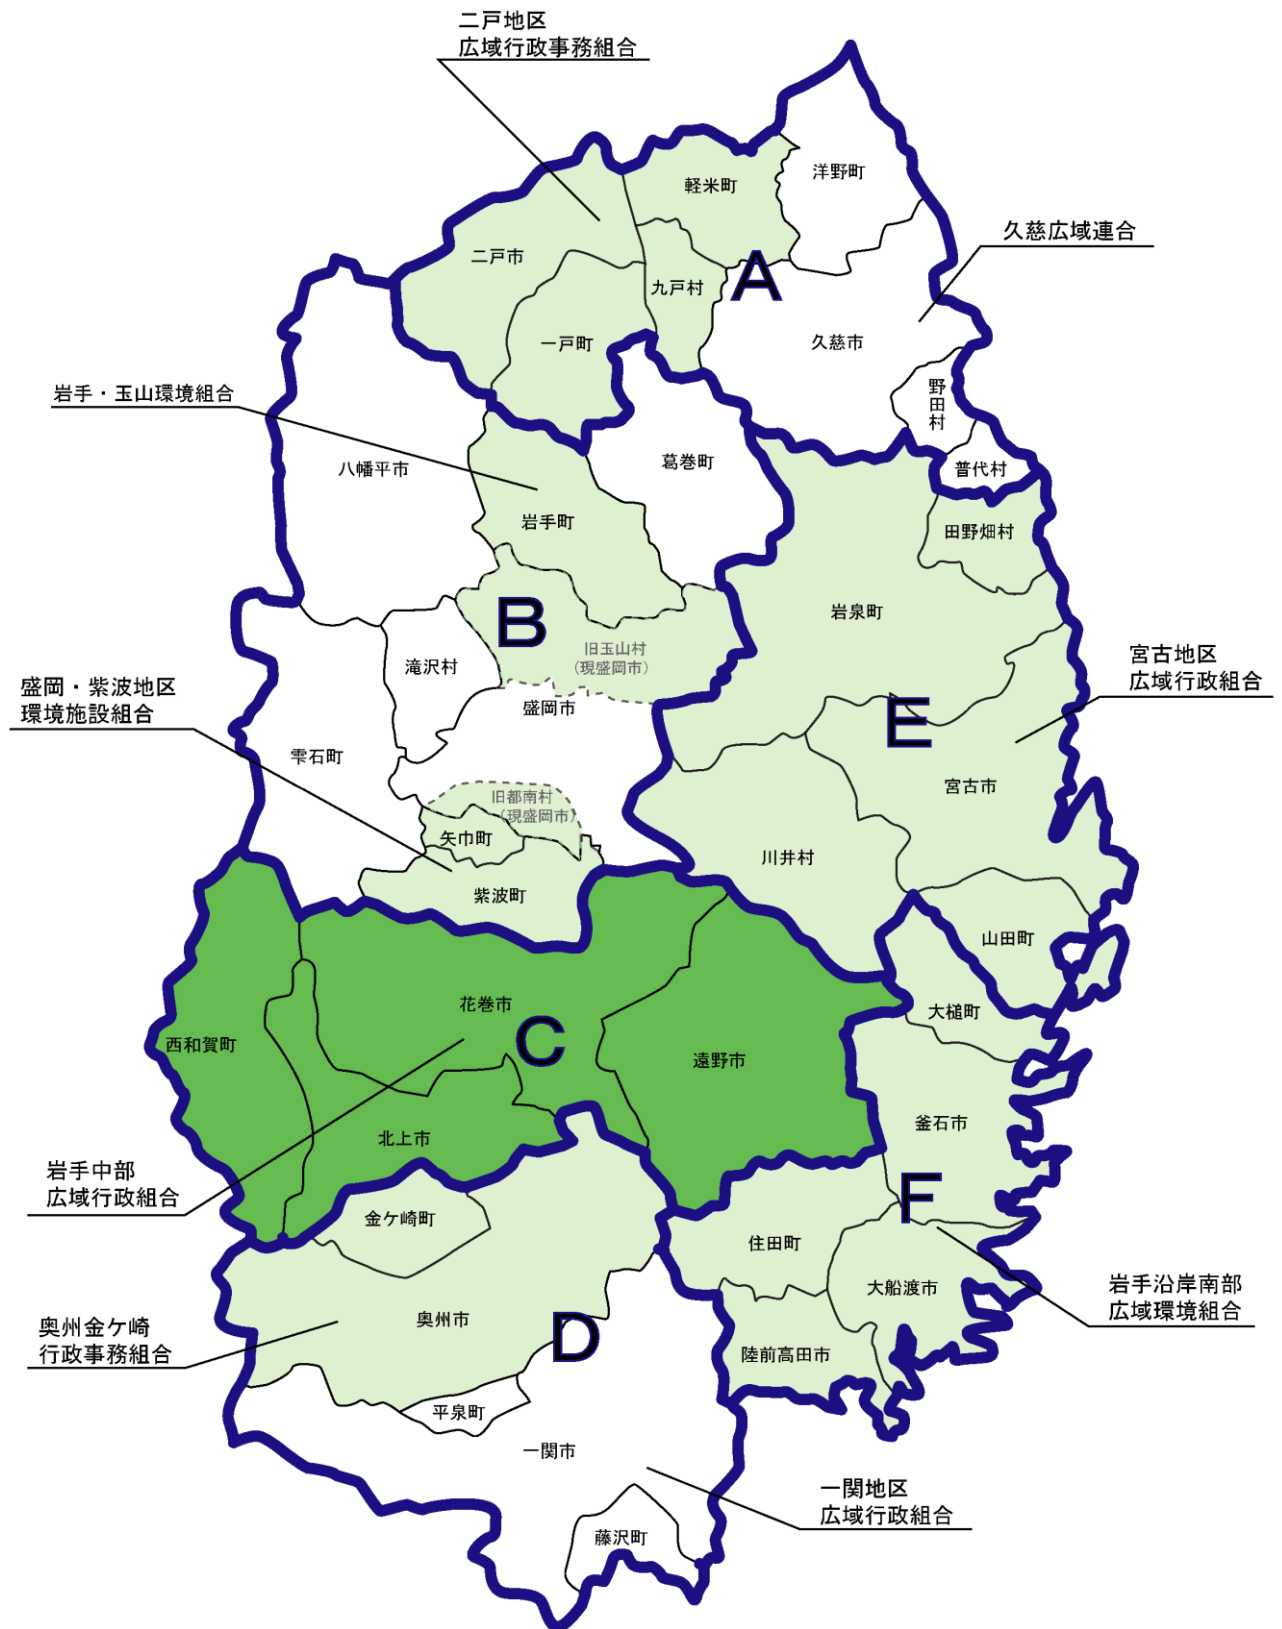 二戸地区
広域行政事務組合
洋野町
軽米町
久慈広域連合
二戸市
九戸村
A
一戸町
久慈市
岩手・玉山環境組合
野田村
八幡平市
葛巻町
普代村
岩手町
田野畑村
B
岩泉町
旧玉山村
(現盛岡市)
滝沢村
宮古地区
広域行政組合
盛岡・紫波地区
環境施設組合
盛岡市
E
雫石町
旧都南村
(現盛岡市)
宮古市
矢巾町
川井村
紫波町
山田町
花巻市
大槌町
西和賀町
C
遠野市
釜石市
北上市
岩手中部
広域行政組合
F
金ケ崎町
住田町
大船渡市
岩手沿岸南部
広域環境組合
奥州金ケ崎
行政事務組合
奥州市
D
陸前高田市
平泉町
一関市
一関地区
広域行政組合
藤沢町